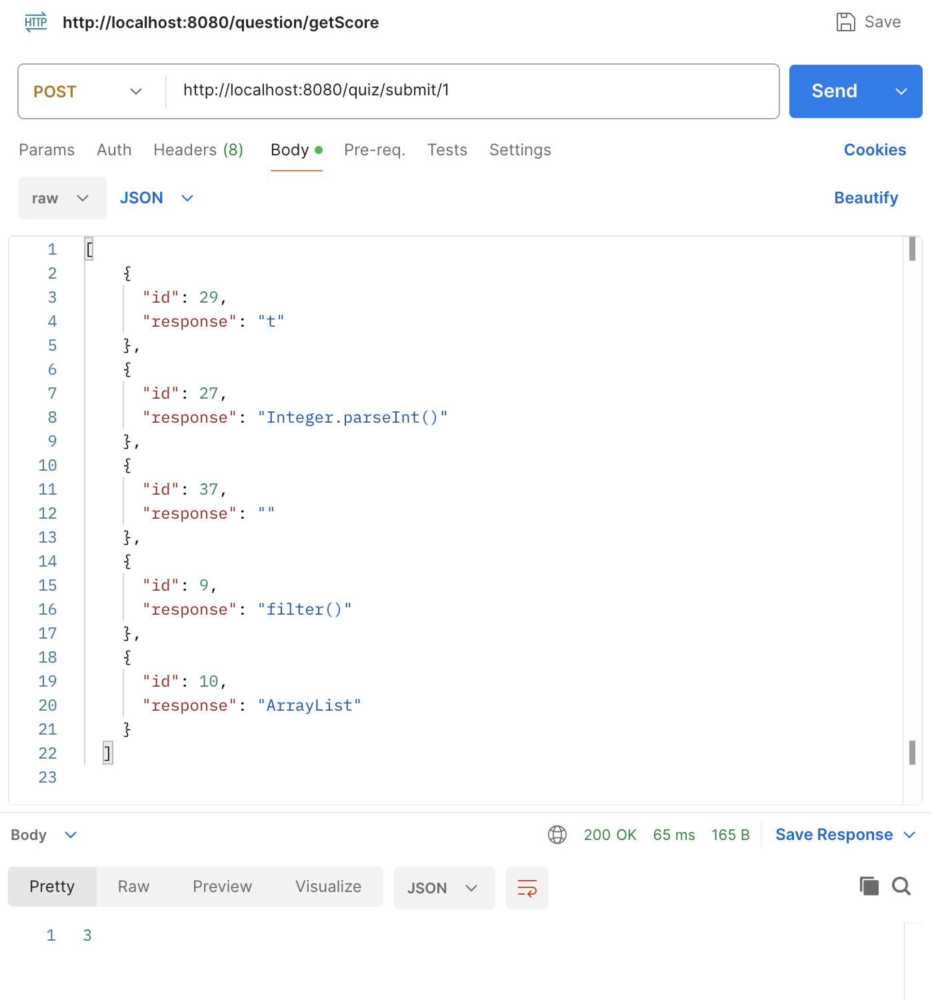 HTTP http://localhost:8080/question/getScore Save
POST http://localhost:8080/quiz/submit/1 Send
Params Auth Headers (8) Body Pre-req. Tests Settings Cookies
raw JSON Beautify
1 [
2 {
3 "id": 29,
4 "response": "t"
5 },
6 {
7 "id": 27,
8 "response": "Integer.parseInt()"
9 },
10 {
11 "id": 37,
12 "response": ""
13 },
14 {
15 "id": 9,
16 "response": "filter()"
17 },
18 {
19 "id": 10,
20 "response": "ArrayList"
21 }
22 ]
23
Body 200 OK 65 ms 165 B Save Response
Pretty Raw Preview Visualize JSON
1 3